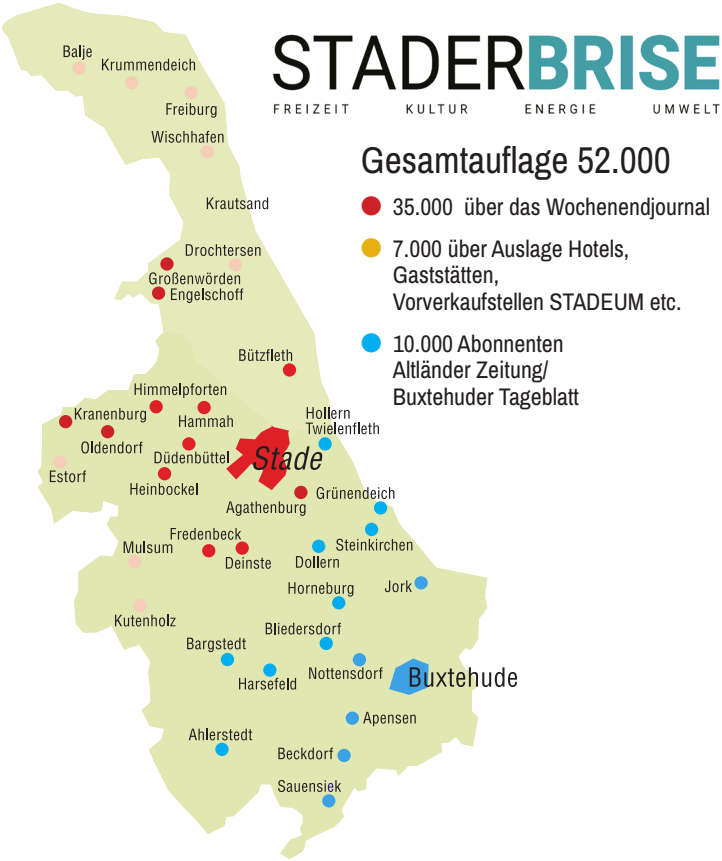 STADERBRISE
FREIZEIT KULTUR ENERGIE UMWELT
Gesamtauflage 52.000
35.000 über das Wochenendjournal
7.000 über Auslage Hotels,
Gaststätten,
Vorverkaufstellen STADEUM etc.
10.000 Abonnenten
Altländer Zeitung/
Buxtehuder Tageblatt
Balje
Krummendeich
Freiburg
Wischhafen
Krautsand
Drochtersen
Großenwörden
Engelschoff
Bützfleth
Himmelpforten
Kranenburg
Hammah
Hollern
Twielenfleth
Oldendorf
Düdenbüttel
Stade
Estorf
Heinbockel
Grünendeich
Agathenburg
Fredenbeck
Steinkirchen
Mulsum
Deinste
Dollern
Horneburg
Jork
Kutenholz
Bliedersdorf
Bargstedt
Harsefeld
Nottensdorf
Buxtehude
Apensen
Ahlerstedt
Beckdorf
Sauensiek